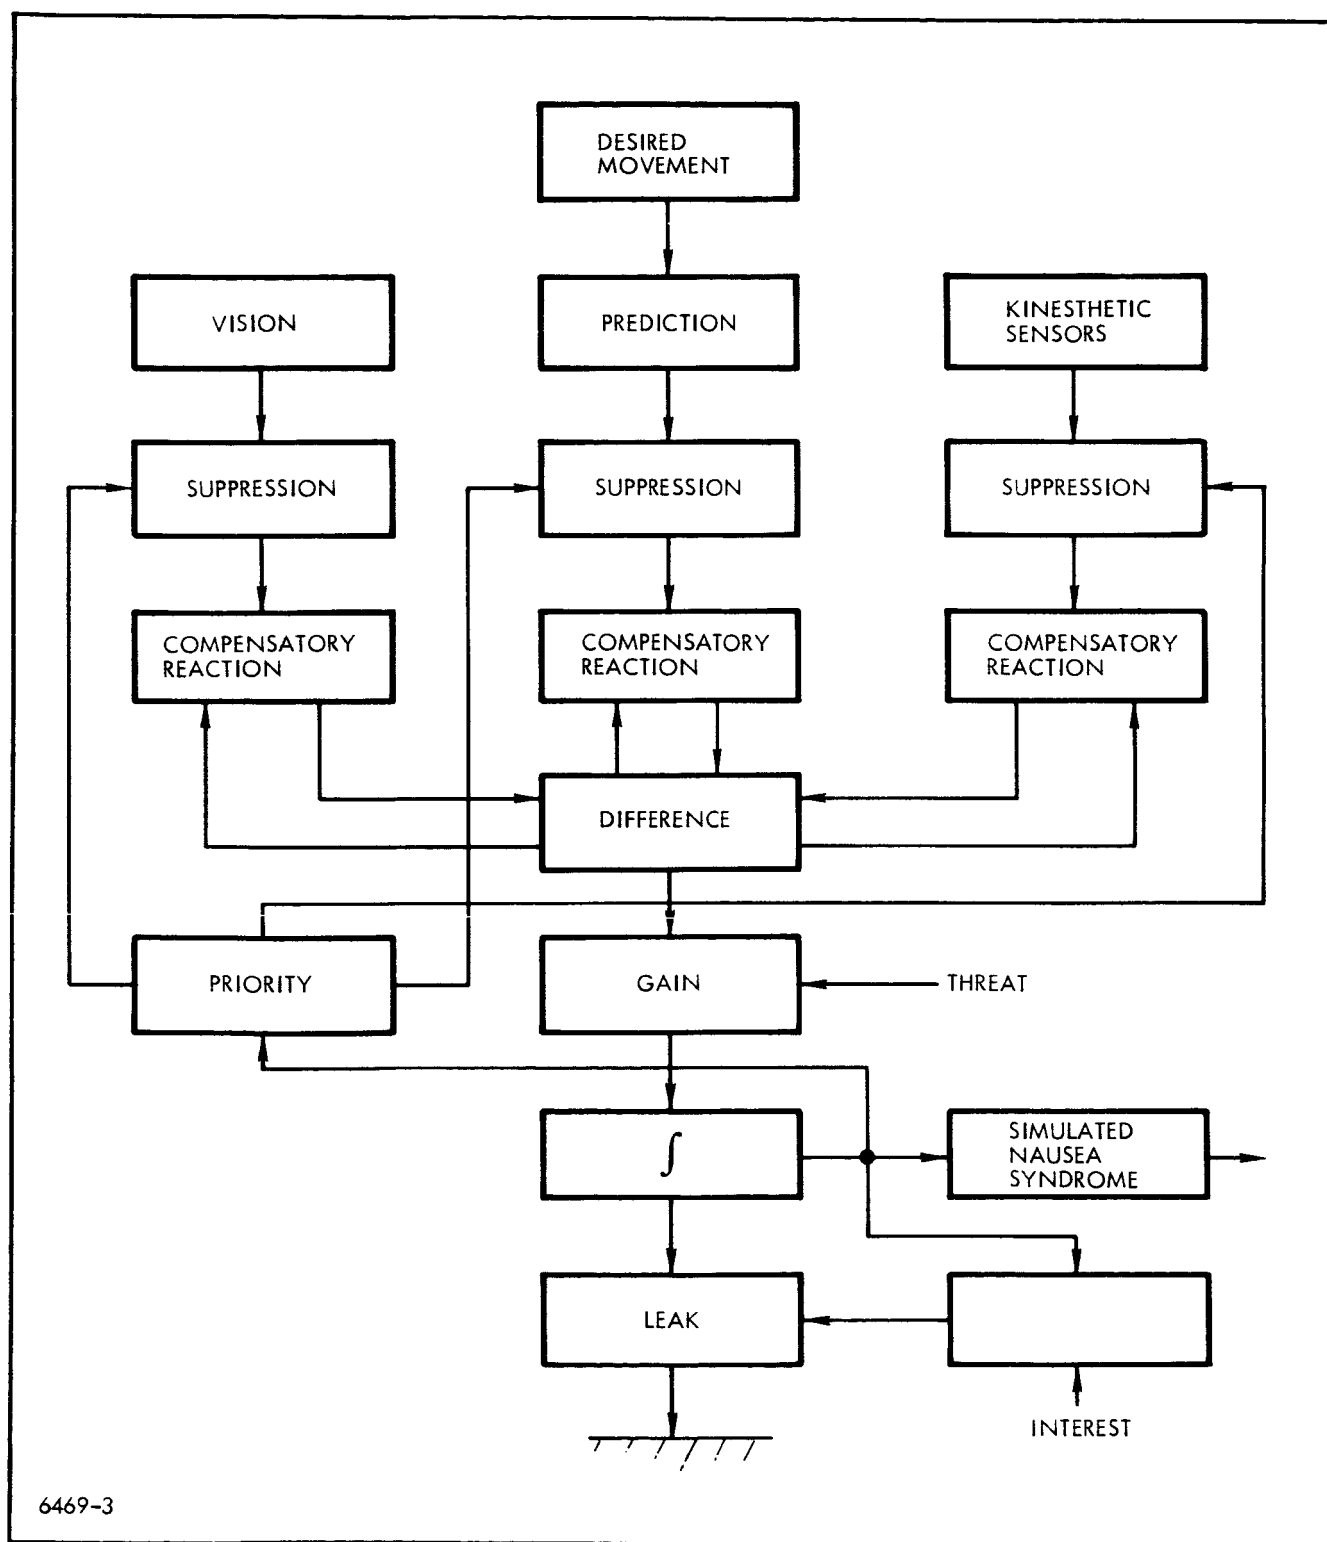 DESIRED
MOVEMENT
VISION
PREDICTION
KINESTHETIC
SENSORS
SUPPRESSION
SUPPRESSION
SUPPRESSION
COMPENSATORY
REACTION
COMPENSATORY
REACTION
COMPENSATORY
REACTION
DIFFERENCE
PRIORITY
GAIN
THREAT
∫
SIMULATED
NAUSEA
SYNDROME
LEAK
INTEREST
6469-3